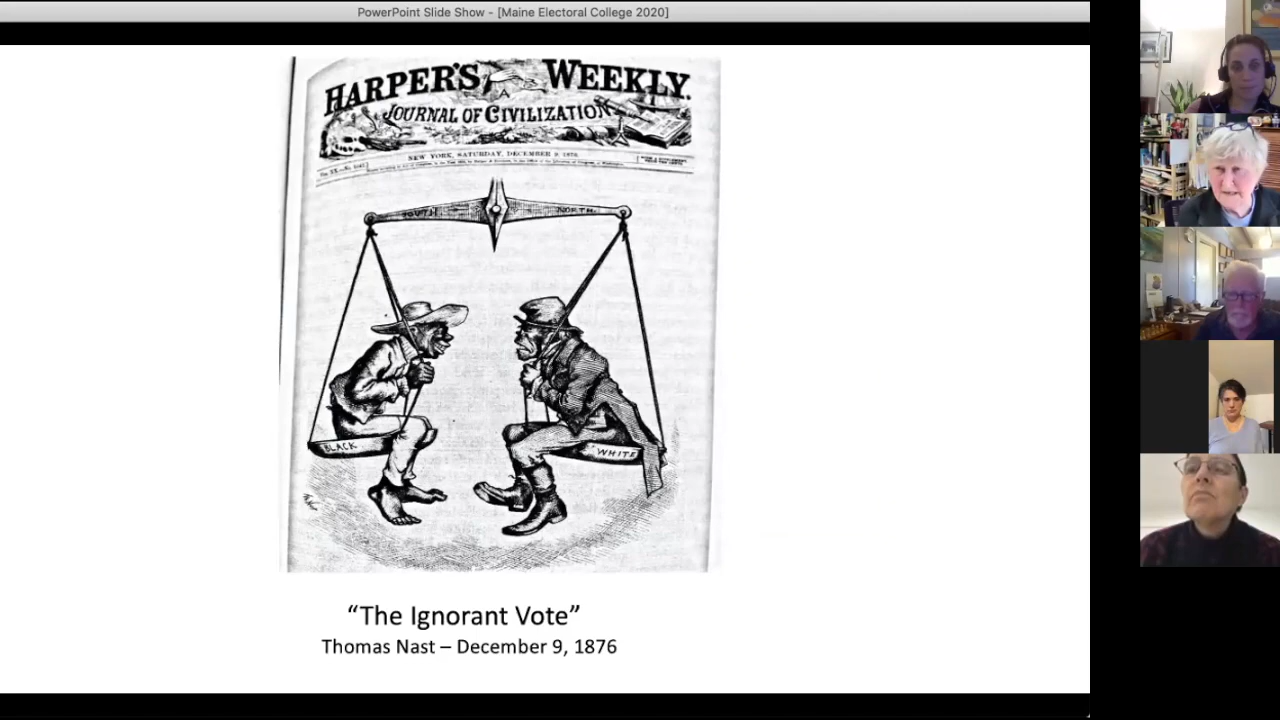 PowerPoint Slide Show - [Maine Electoral College 2020]
HARPER'S WEEKLY.
A
JOURNAL OF CIVILIZATION
NEW YORK, SATURDAY, DECEMBER 9, 1876.
SOUTH NORTH.
BLACK
WHITE
“The Ignorant Vote”
Thomas Nast – December 9, 1876